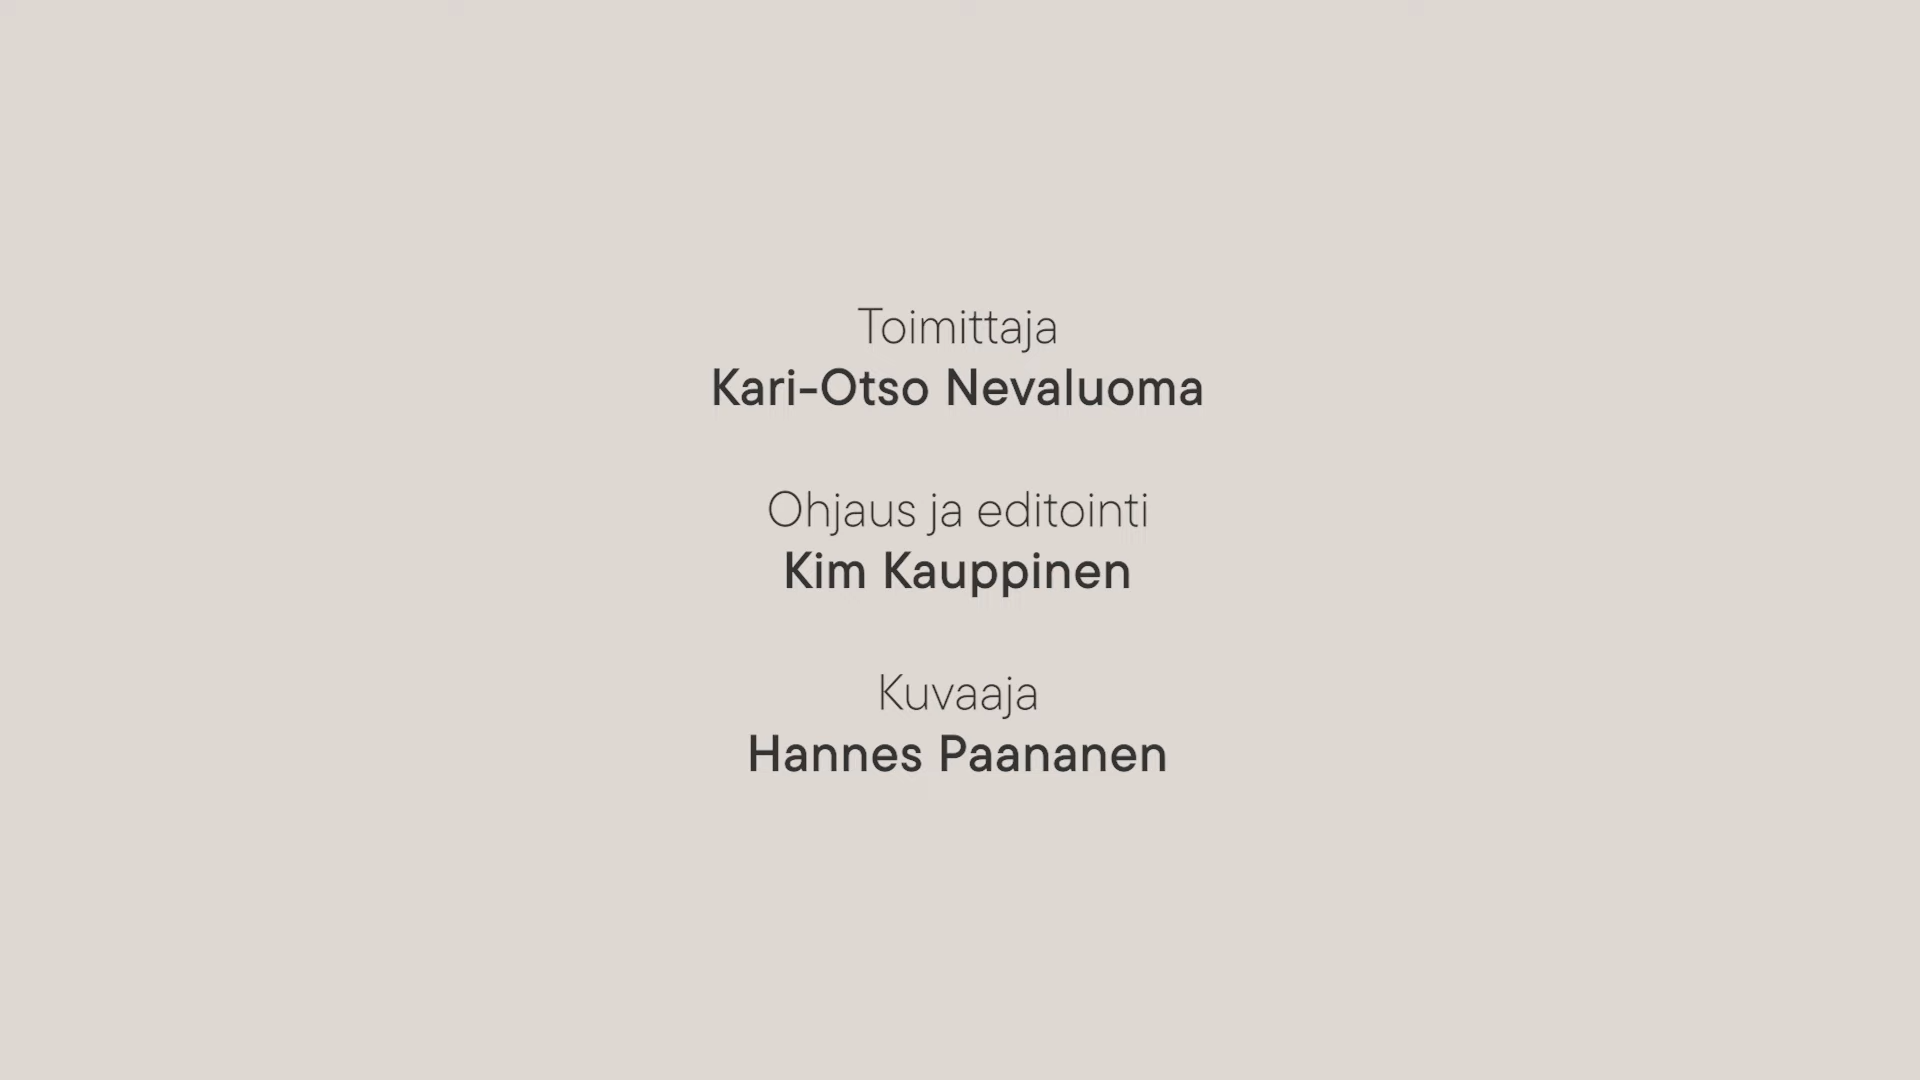 Toimittaja
Kari-Otso Nevaluoma
Ohjaus ja editointi
Kim Kauppinen
Kuvaaja
Hannes Paananen